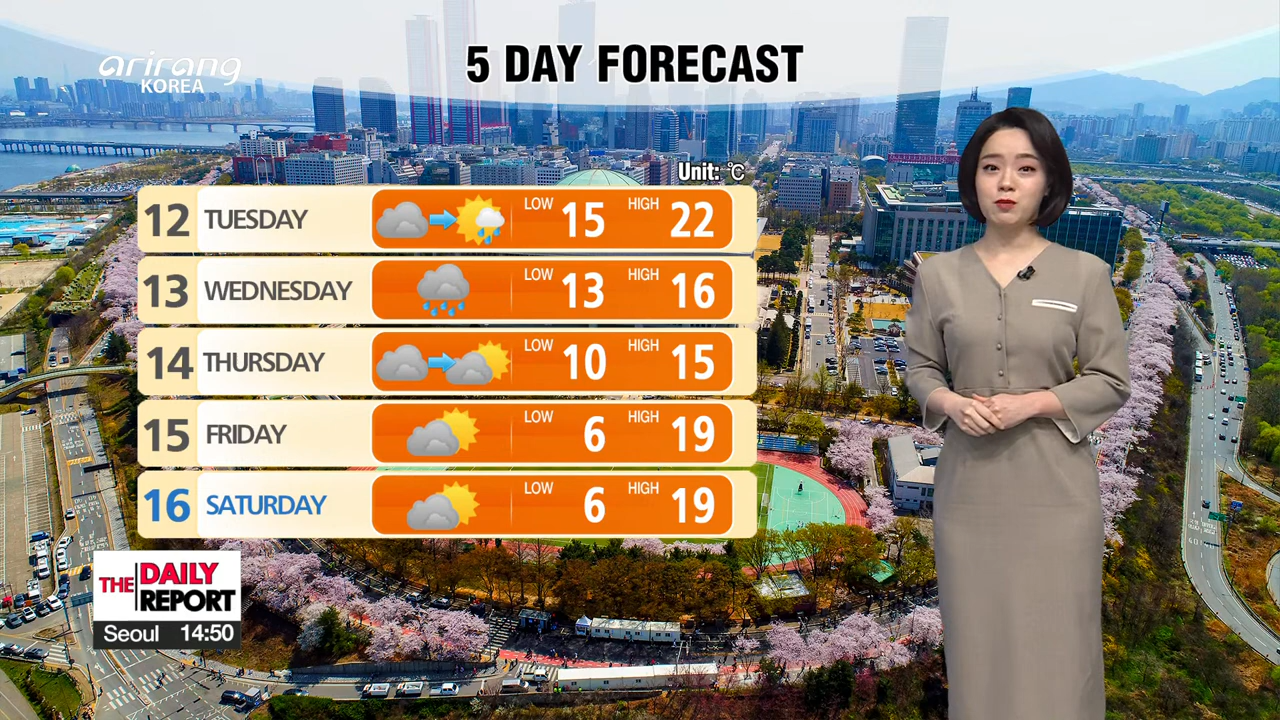 arirang
KOREA
5 DAY FORECAST
Unit: ℃
12 TUESDAY LOW 15 HIGH 22
13 WEDNESDAY LOW 13 HIGH 16
14 THURSDAY LOW 10 HIGH 15
15 FRIDAY LOW 6 HIGH 19
16 SATURDAY LOW 6 HIGH 19
THE DAILY
REPORT
Seoul 14:50